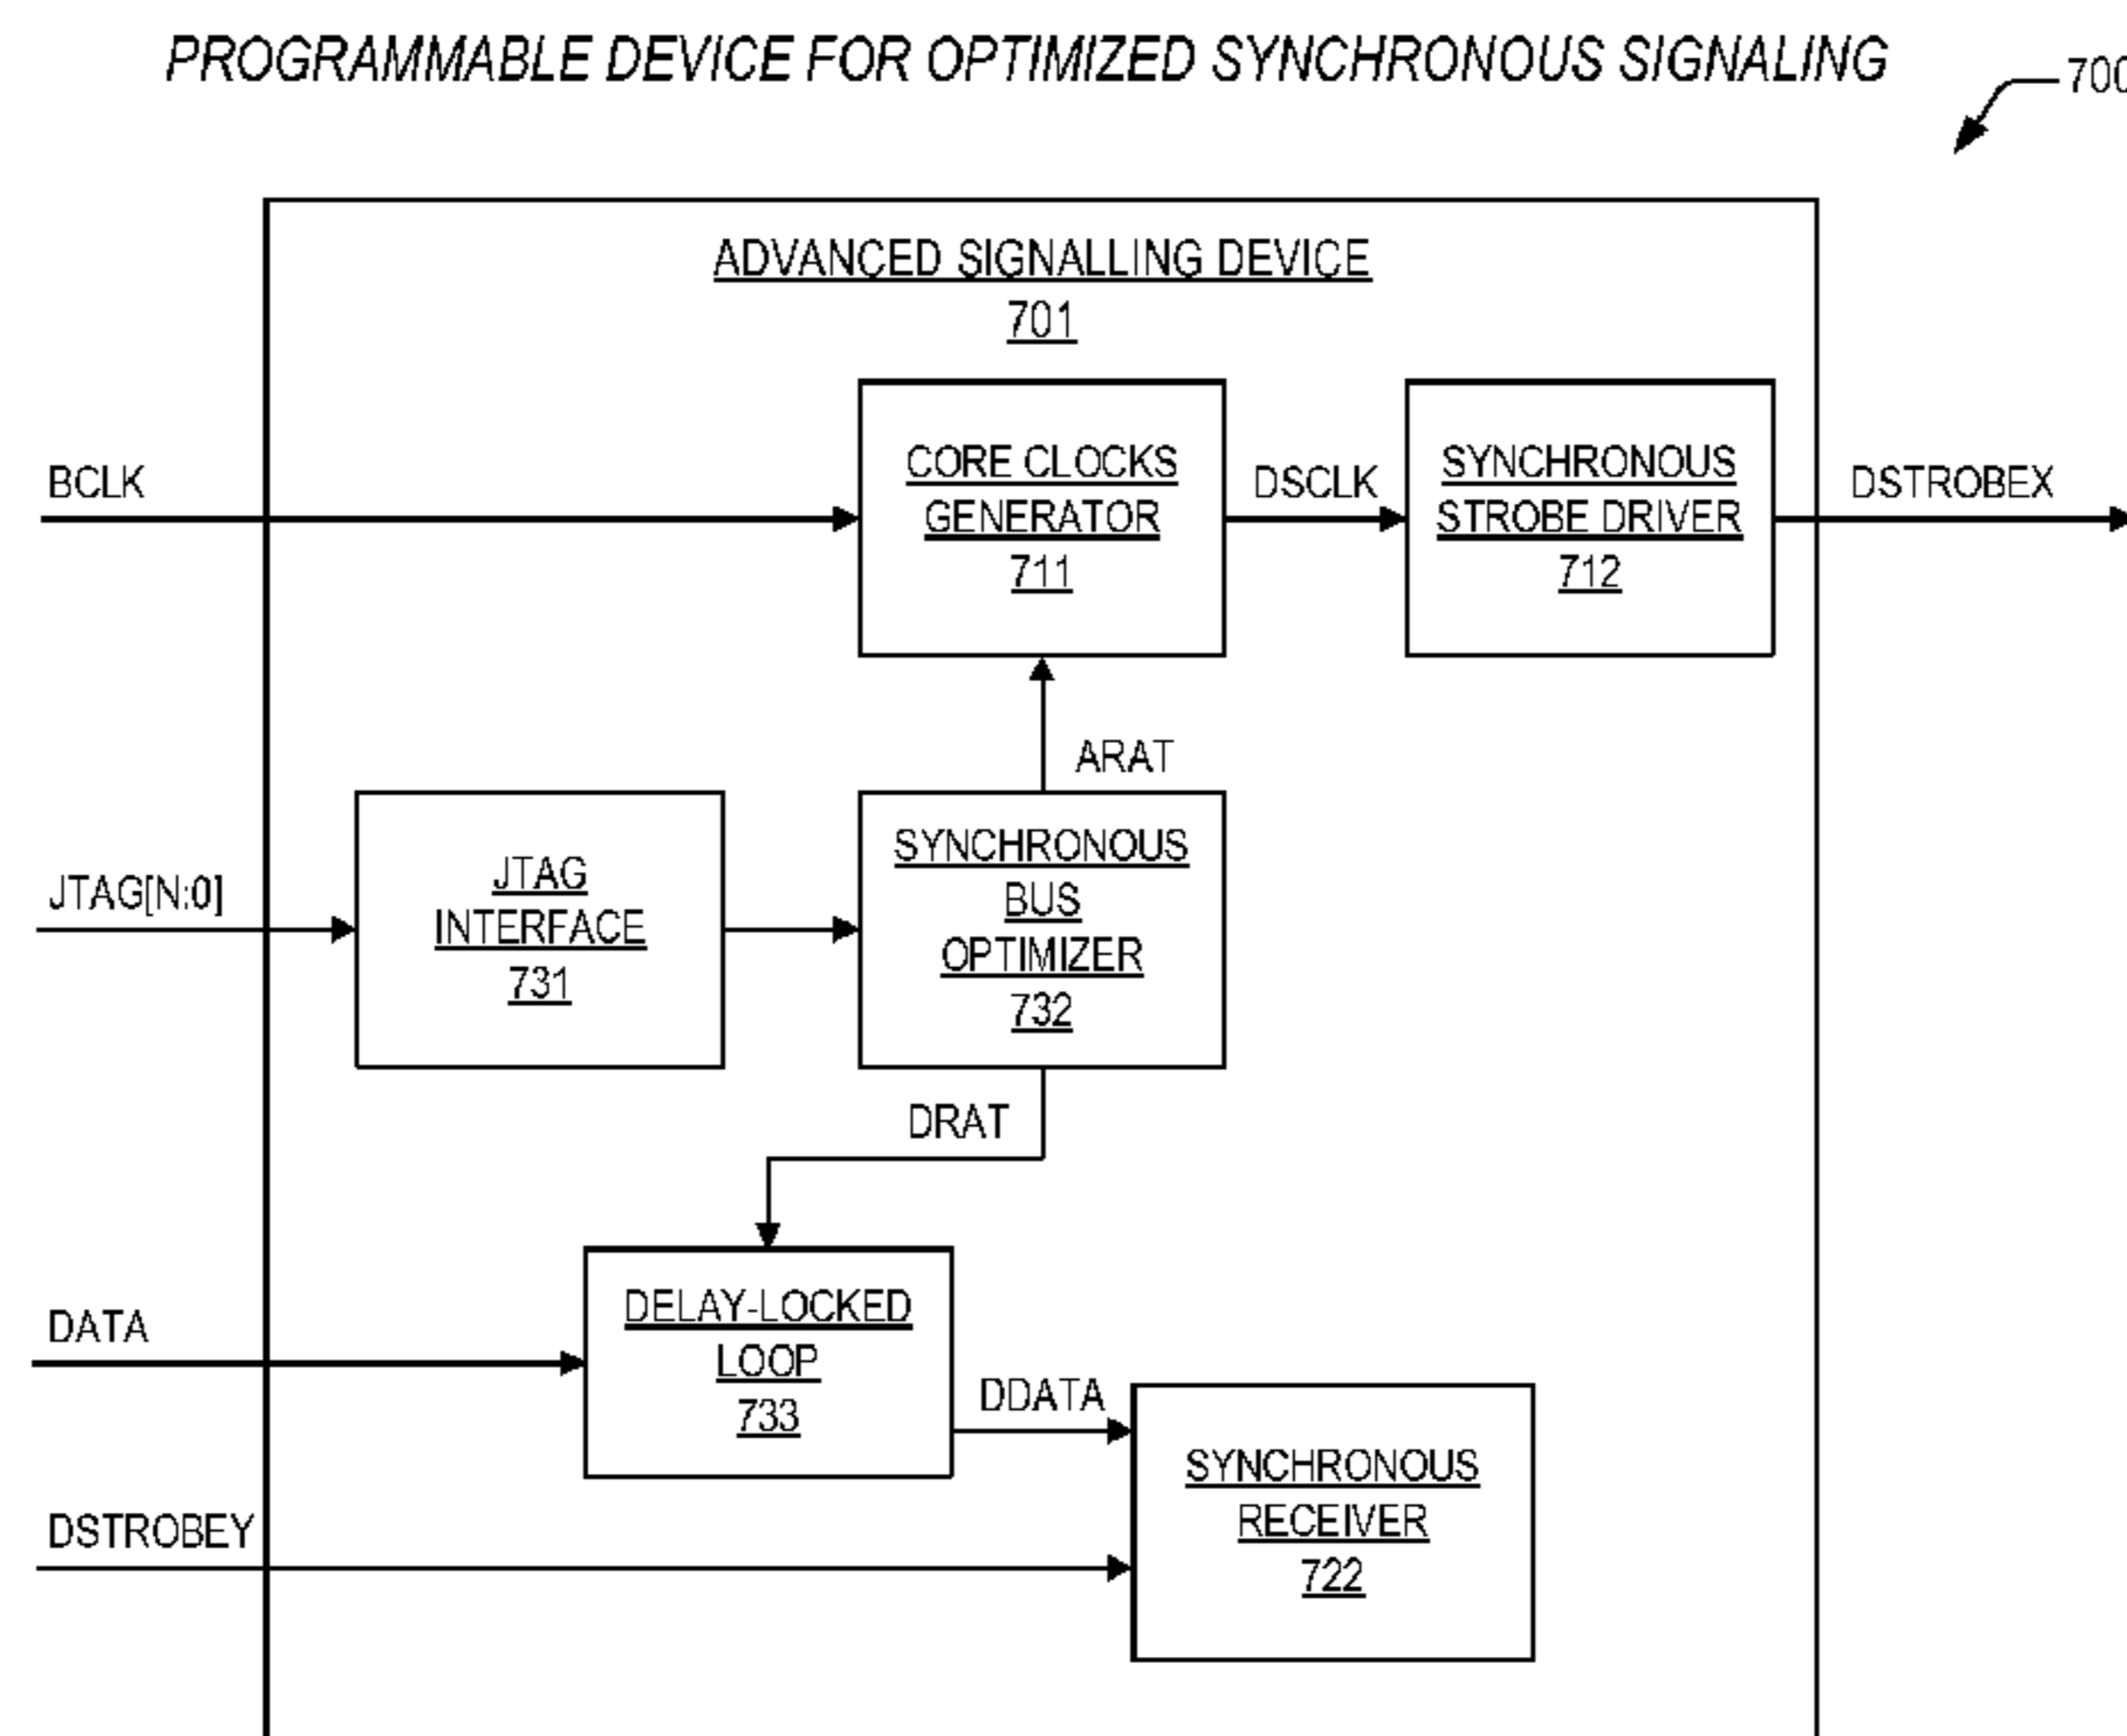 PROGRAMMABLE DEVICE FOR OPTIMIZED SYNCHRONOUS SIGNALING
700
ADVANCED SIGNALLING DEVICE
701
BCLK
CORE CLOCKS
GENERATOR
711
DSCLK
SYNCHRONOUS
STROBE DRIVER
712
DSTROBEX
ARAT
JTAG[N:0]
JTAG
INTERFACE
731
SYNCHRONOUS
BUS
OPTIMIZER
732
DRAT
DATA
DELAY-LOCKED
LOOP
733
DDATA
DSTROBEY
SYNCHRONOUS
RECEIVER
722